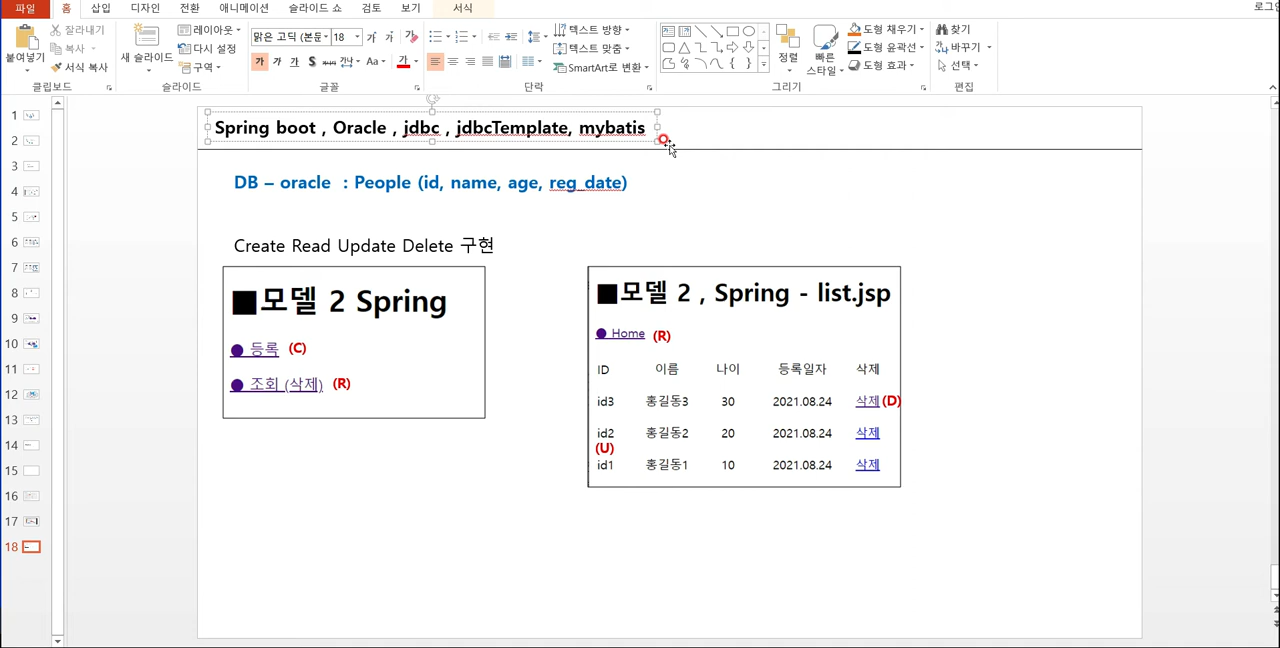 파일 홈 삽입 디자인 전환 애니메이션 슬라이드 쇼 검토 보기 서식
붙여넣기 잘라내기 복사 서식 복사 클립보드
새 슬라이드 레이아웃 다시 설정 구역 슬라이드
맑은 고딕 (본문 18 가 가 가 가 가 S 간 Aa 가 글꼴
텍스트 방향 텍스트 맞춤 SmartArt로 변환 단락
정렬 빠른 스타일 도형 채우기 도형 윤곽선 도형 효과 그리기
찾기 바꾸기 선택 편집
1
2
3
4
5
6
7
8
9
10
11
12
13
14
15
16
17
18
Spring boot , Oracle , jdbc , jdbcTemplate, mybatis
DB – oracle : People (id, name, age, reg_date)
Create Read Update Delete 구현
■모델 2 Spring
● 등록 (C)
● 조회 (삭제) (R)
■모델 2 , Spring - list.jsp
● Home (R)
ID 이름 나이 등록일자 삭제
id3 홍길동3 30 2021.08.24 삭제 (D)
id2 홍길동2 20 2021.08.24 삭제
(U)
id1 홍길동1 10 2021.08.24 삭제